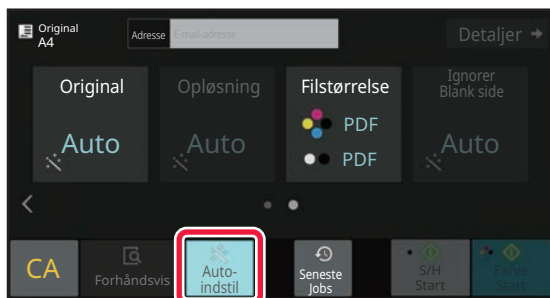 Original
A4
Adresse E-mail-adresse
Detaljer
Original
Opløsning
Filstørrelse
Ignorer
Blank side
Auto
Auto
PDF
PDF
Auto
CA
Forhåndsvis
Auto-
indstil
Seneste
Jobs
S/H
Start
Farve
Start